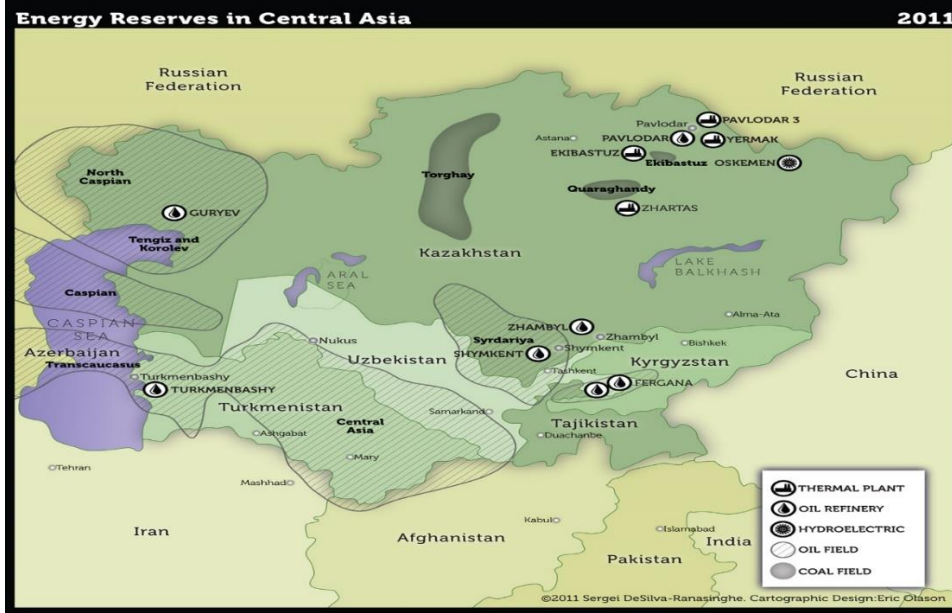 Energy Reserves in Central Asia
2011
Russian
Federation
Russian
Federation
Pavlodar
PAVLODAR 3
Astana
PAVLODAR
YERMAK
EKIBASTUZ
Ekibastuz
OSKEMEN
North
Caspian
Torghay
Quaraghandy
GURYEV
ZHARTAS
Tengiz and
Korolev
Kazakhstan
ARAL
SEA
LAKE
BALKHASH
Caspian
CASPIAN
SEA
Alma-Ata
ZHAMBYL
Zhambyl
Nukus
Syrdariya
Bishkek
Azerbaijan
SHYMKENT
Shymkent
Uzbekistan
Kyrgyzstan
Transcaucasus
Tashkent
China
Turkmenbashy
TURKMENBASHY
FERGANA
Turkmenistan
Samarkand
Central
Asia
Tajikistan
Ashgabat
Duachanbe
Mary
Tehran
Mashhad
THERMAL PLANT
OIL REFINERY
HYDROELECTRIC
OIL FIELD
COAL FIELD
Kabul
Islamabad
Iran
Afghanistan
India
Pakistan
©2011 Sergei DeSilva-Ranasinghe. Cartographic Design:Eric Olason